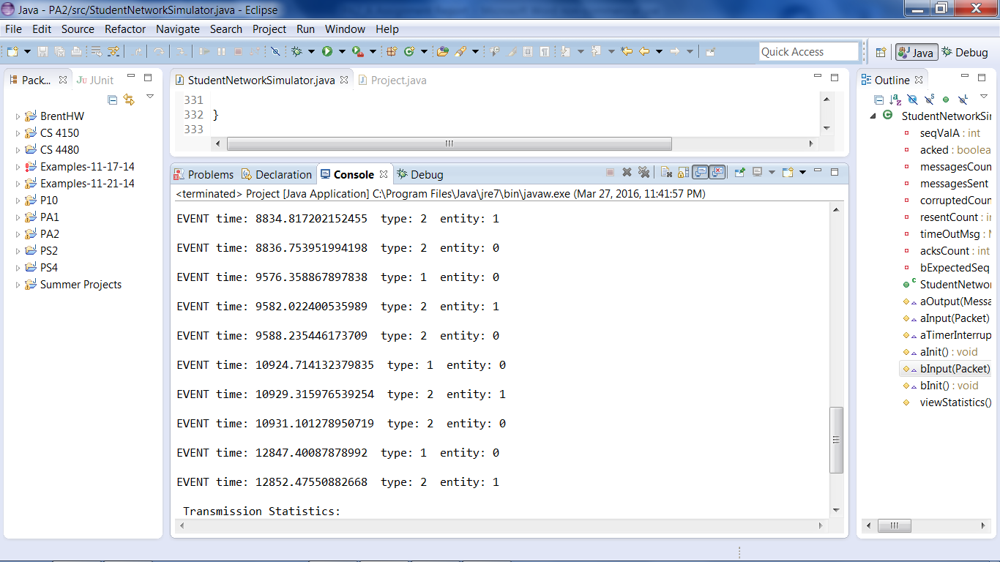 Java - PA2/src/StudentNetworkSimulator.java - Eclipse
File Edit Source Refactor Navigate Search Project Run Window Help
Quick Access Java Debug
Pack... JUnit
BrentHW
CS 4150
CS 4480
Examples-11-17-14
Examples-11-21-14
P10
PA1
PA2
PS2
PS4
Summer Projects
StudentNetworkSimulator.java Project.java
331
332 }
333
Problems Declaration Console Debug
<terminated> Project [Java Application] C:\Program Files\Java\jre7\bin\javaw.exe (Mar 27, 2016, 11:41:57 PM)
EVENT time: 8834.817202152455 type: 2 entity: 1
EVENT time: 8836.753951994198 type: 2 entity: 0
EVENT time: 9576.358867897838 type: 1 entity: 0
EVENT time: 9582.022400535989 type: 2 entity: 1
EVENT time: 9588.235446173709 type: 2 entity: 0
EVENT time: 10924.714132379835 type: 1 entity: 0
EVENT time: 10929.315976539254 type: 2 entity: 1
EVENT time: 10931.101278950719 type: 2 entity: 0
EVENT time: 12847.40087878992 type: 1 entity: 0
EVENT time: 12852.47550882668 type: 2 entity: 1
Transmission Statistics:
Outline
StudentNetworkSi
seqValA : int
acked : boolea
messagesCoun
messagesSent
corruptedCoun
resentCount : i
timeOutMsg :
acksCount : int
bExpectedSeq
StudentNetwor
aOutput(Messa
aInput(Packet)
aTimerInterrup
aInit() : void
bInput(Packet)
bInit() : void
viewStatistics()